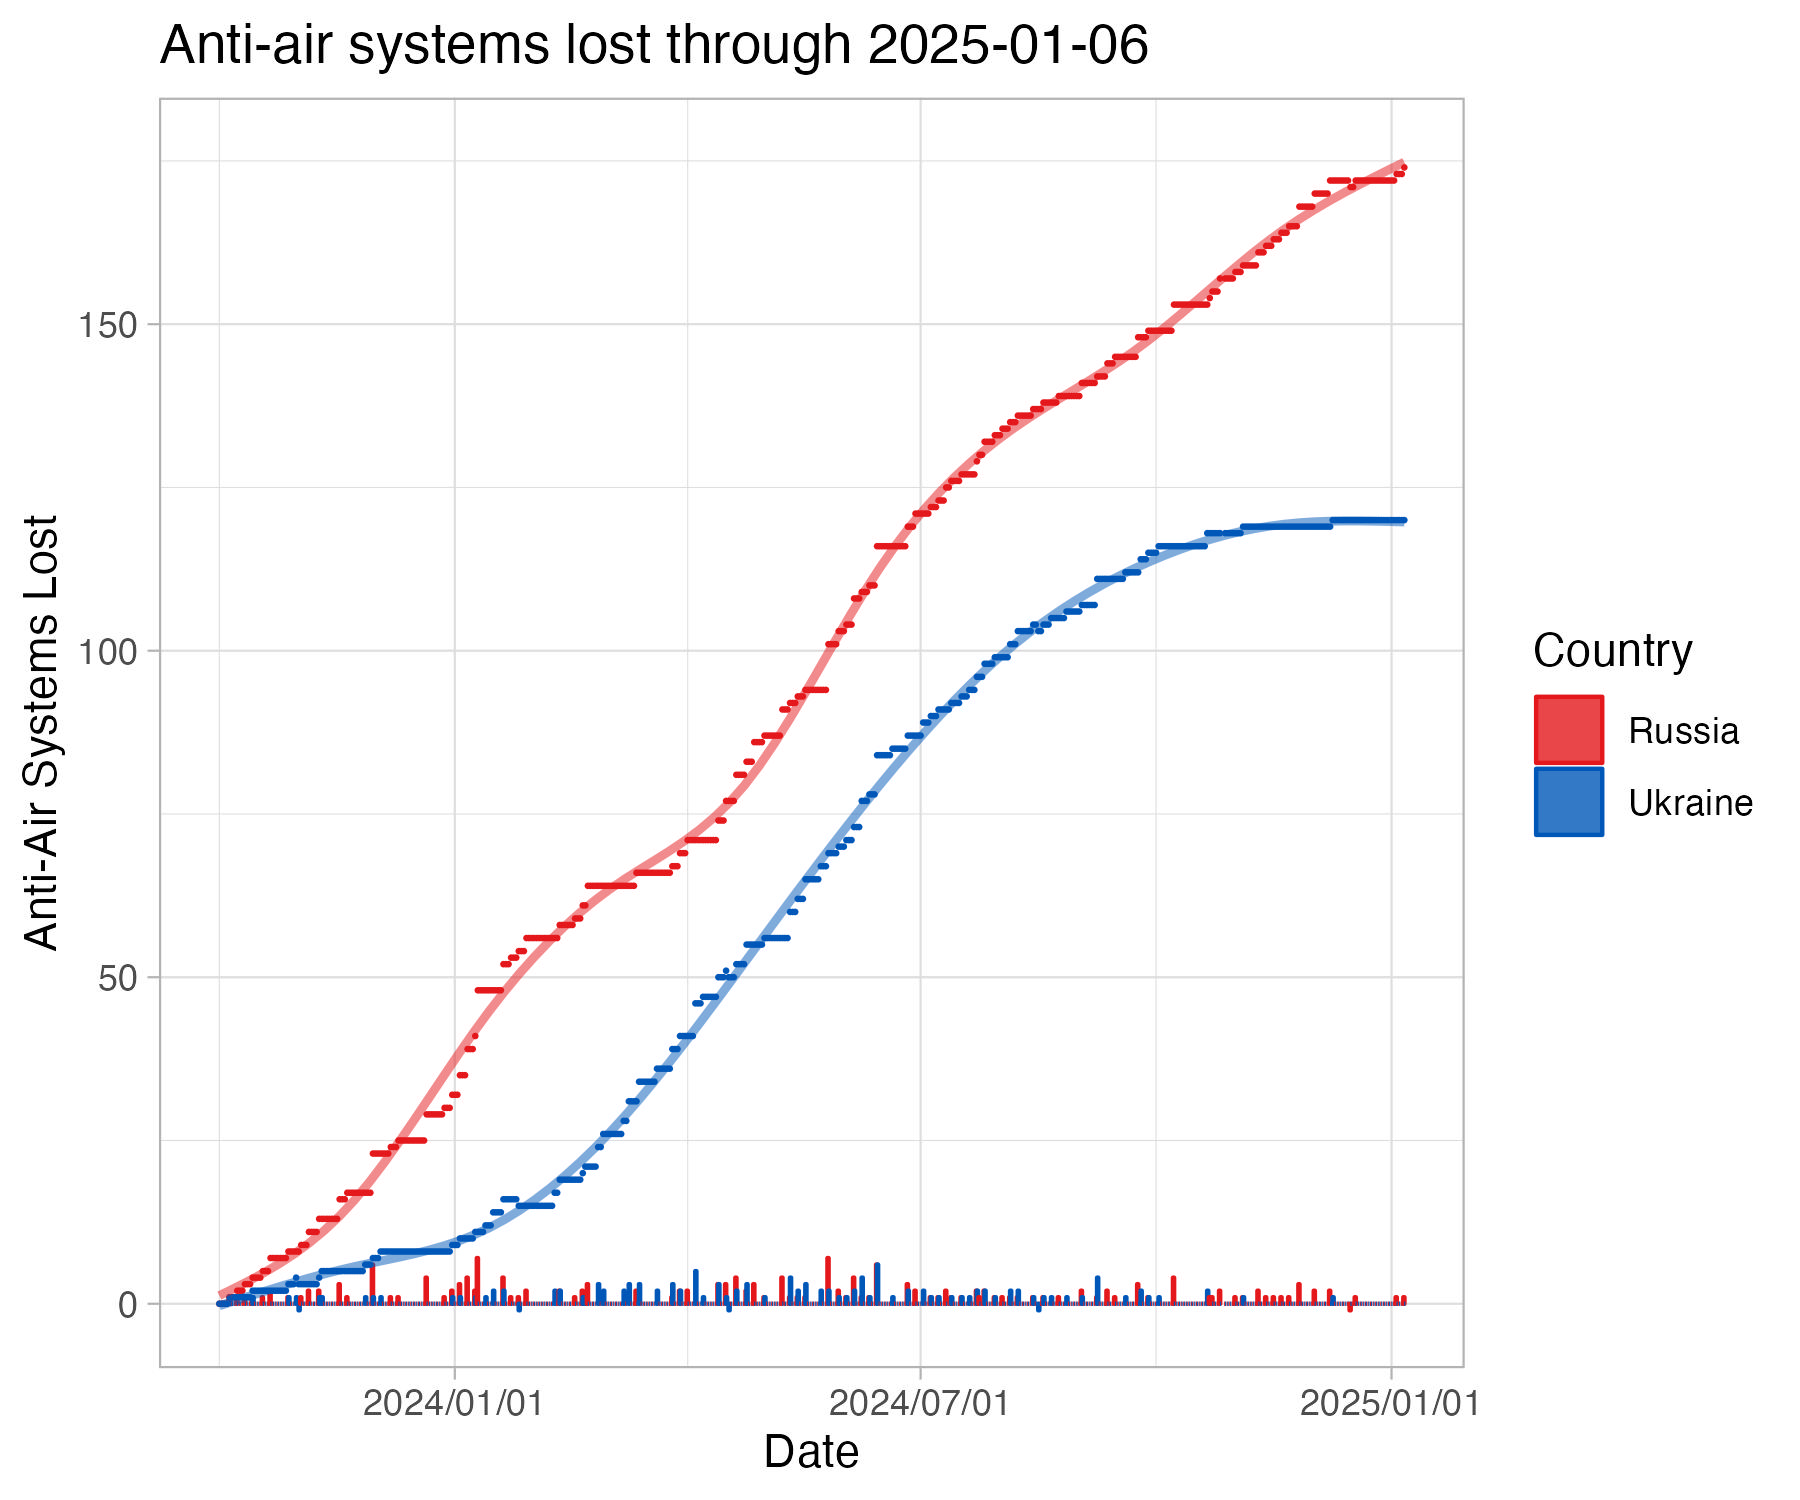 Anti-air systems lost through 2025-01-06
Anti-Air Systems Lost
150
100
50
0
2024/01/01
2024/07/01
2025/01/01
Date
Country
Russia
Ukraine